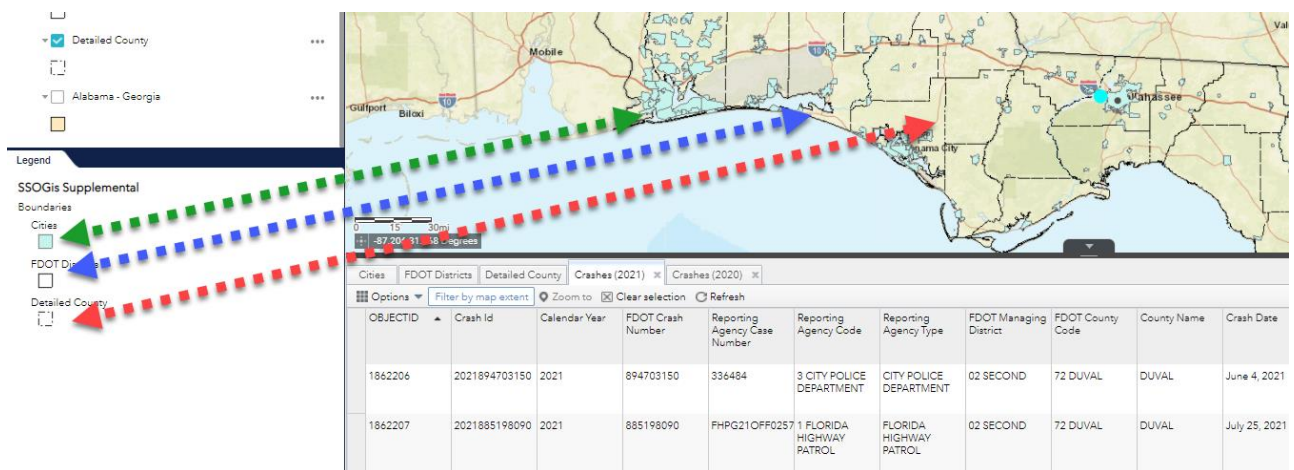 Detailed County
Alabama - Georgia
Legend
SSOGis Supplemental
Boundaries
Cities
FDOT
Detailed County
Mobile
10
Gulfport
Biloxi
10
Val
City
0 15 30mi
Degrees
Cities FDOT Districts Detailed County Crashes (2021) Crashes (2020)
Options Filter by map extent Zoom to Clear selection Refresh
OBJECTID Crash Id Calendar Year FDOT Crash Number Reporting Agency Case Number Reporting Agency Code Reporting Agency Type FDOT Managing District FDOT County Code County Name Crash Date
1862206 2021894703150 2021 894703150 336484 3 CITY POLICE DEPARTMENT CITY POLICE DEPARTMENT 02 SECOND 72 DUVAL DUVAL June 4, 2021
1862207 2021885198090 2021 885198090 FHPG21OFF0257 1 FLORIDA HIGHWAY PATROL FLORIDA HIGHWAY PATROL 02 SECOND 72 DUVAL DUVAL July 25, 2021